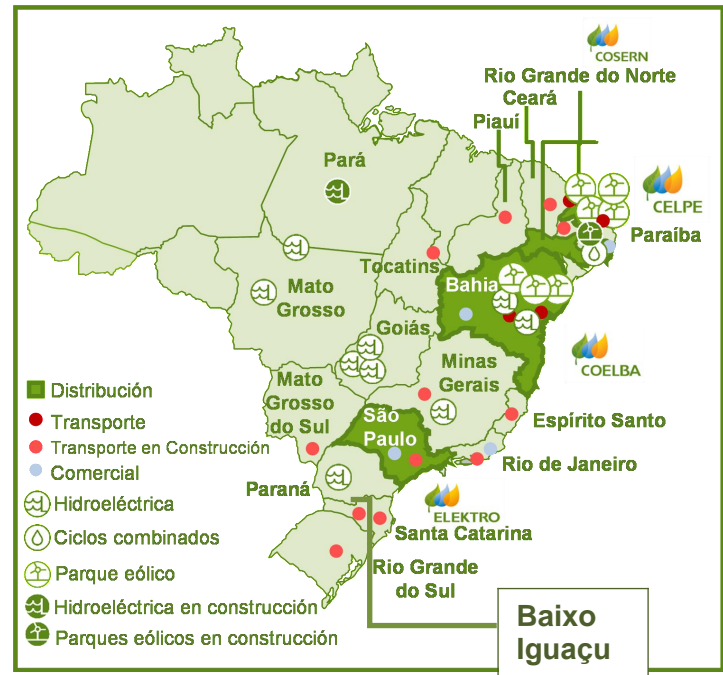 COSERN
Rio Grande do Norte
Ceará
Piauí
Pará
CELPE
Paraíba
Tocatins
Bahia
Mato
Grosso
Goiás
COELBA
Minas
Gerais
Mato
Grosso
do Sul
São
Paulo
Espírito Santo
Rio de Janeiro
Paraná
ELEKTRO
Santa Catarina
Rio Grande
do Sul
Distribución
Transporte
Transporte en Construcción
Comercial
Hidroeléctrica
Ciclos combinados
Parque eólico
Hidroeléctrica en construcción
Parques eólicos en construcción
Baixo
Iguaçu